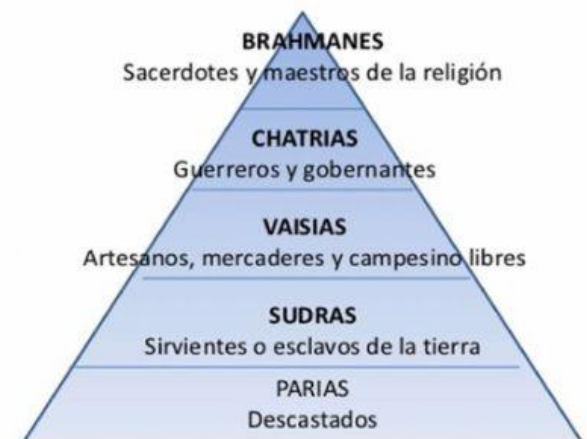 BRAHMANES
Sacerdotes y maestros de la religión
CHATRIAS
Guerreros y gobernantes
VAISIAS
Artesanos, mercaderes y campesino libres
SUDRAS
Sirvientes o esclavos de la tierra
PARIAS
Descastados